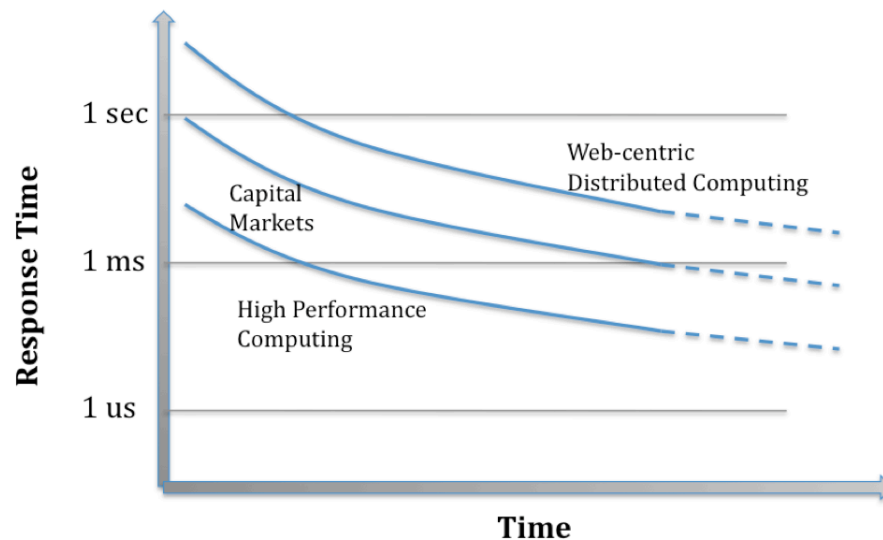 1 sec
Web-centric
Distributed Computing
Capital
Markets
1 ms
High Performance
Computing
1 us
Response Time
Time